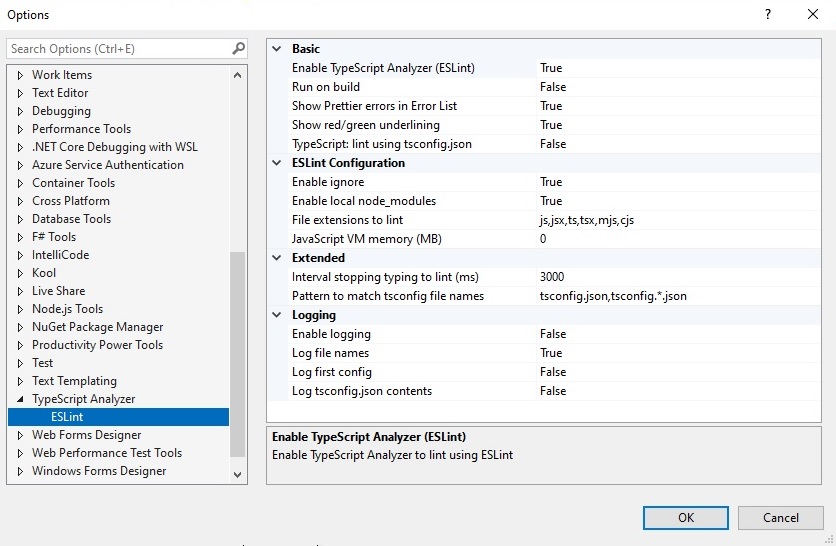 Options
?
Search Options (Ctrl+E)
Work Items
Text Editor
Debugging
Performance Tools
.NET Core Debugging with WSL
Azure Service Authentication
Container Tools
Cross Platform
Database Tools
F# Tools
IntelliCode
Kool
Live Share
Node.js Tools
NuGet Package Manager
Productivity Power Tools
Test
Text Templating
TypeScript Analyzer
ESLint
Web Forms Designer
Web Performance Test Tools
Windows Forms Designer
Basic
Enable TypeScript Analyzer (ESLint) True
Run on build False
Show Prettier errors in Error List True
Show red/green underlining True
TypeScript: lint using tsconfig.json False
ESLint Configuration
Enable ignore True
Enable local node_modules True
File extensions to lint js,jsx,ts,tsx,mjs,cjs
JavaScript VM memory (MB) 0
Extended
Interval stopping typing to lint (ms) 3000
Pattern to match tsconfig file names tsconfig.json,tsconfig.*.json
Logging
Enable logging False
Log file names True
Log first config False
Log tsconfig.json contents False
Enable TypeScript Analyzer (ESLint)
Enable TypeScript Analyzer to lint using ESLint
OK Cancel